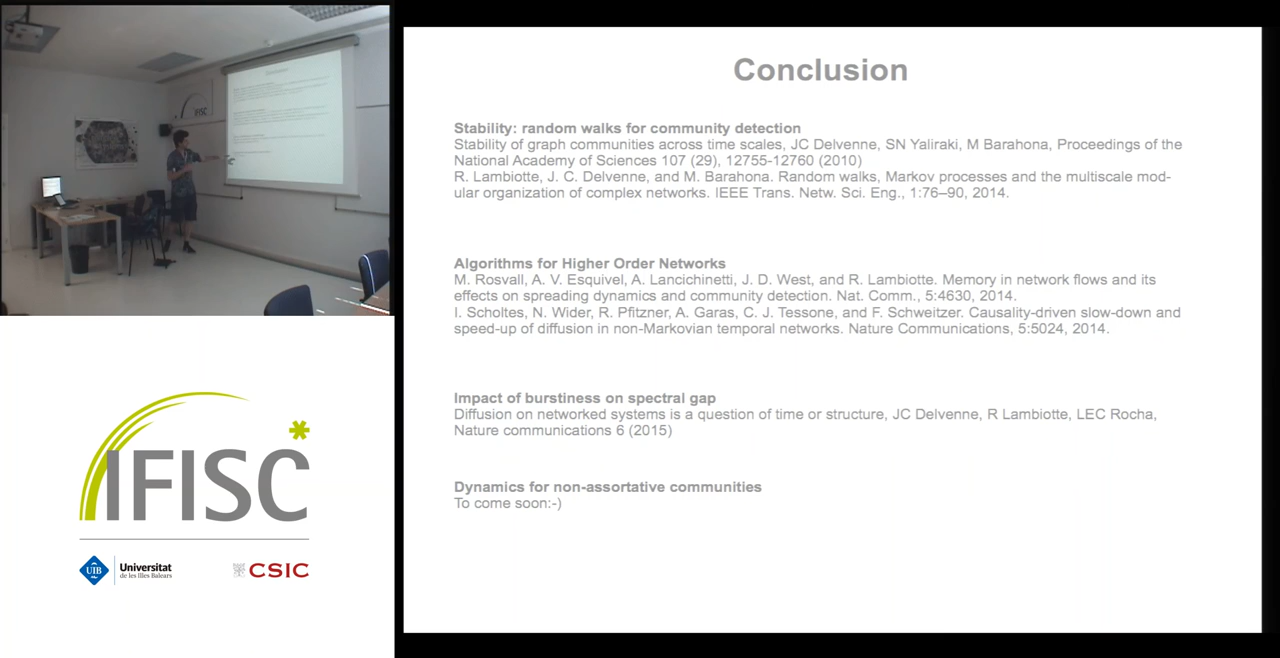 Conclusion
Stability: random walks for community detection
Stability of graph communities across time scales, JC Delvenne, SN Yaliraki, M Barahona, Proceedings of the
National Academy of Sciences 107 (29), 12755-12760 (2010)
R. Lambiotte, J. C. Delvenne, and M. Barahona. Random walks, Markov processes and the multiscale mod-
ular organization of complex networks. IEEE Trans. Netw. Sci. Eng., 1:76–90, 2014.
Algorithms for Higher Order Networks
M. Rosvall, A. V. Esquivel, A. Lancichinetti, J. D. West, and R. Lambiotte. Memory in network flows and its
effects on spreading dynamics and community detection. Nat. Comm., 5:4630, 2014.
I. Scholtes, N. Wider, R. Pfitzner, A. Garas, C. J. Tessone, and F. Schweitzer. Causality-driven slow-down and
speed-up of diffusion in non-Markovian temporal networks. Nature Communications, 5:5024, 2014.
Impact of burstiness on spectral gap
Diffusion on networked systems is a question of time or structure, JC Delvenne, R Lambiotte, LEC Rocha,
Nature communications 6 (2015)
Dynamics for non-assortative communities
To come soon:-)
IFISC
IFISC
UIB
Universitat
de les Illes Balears
CSIC